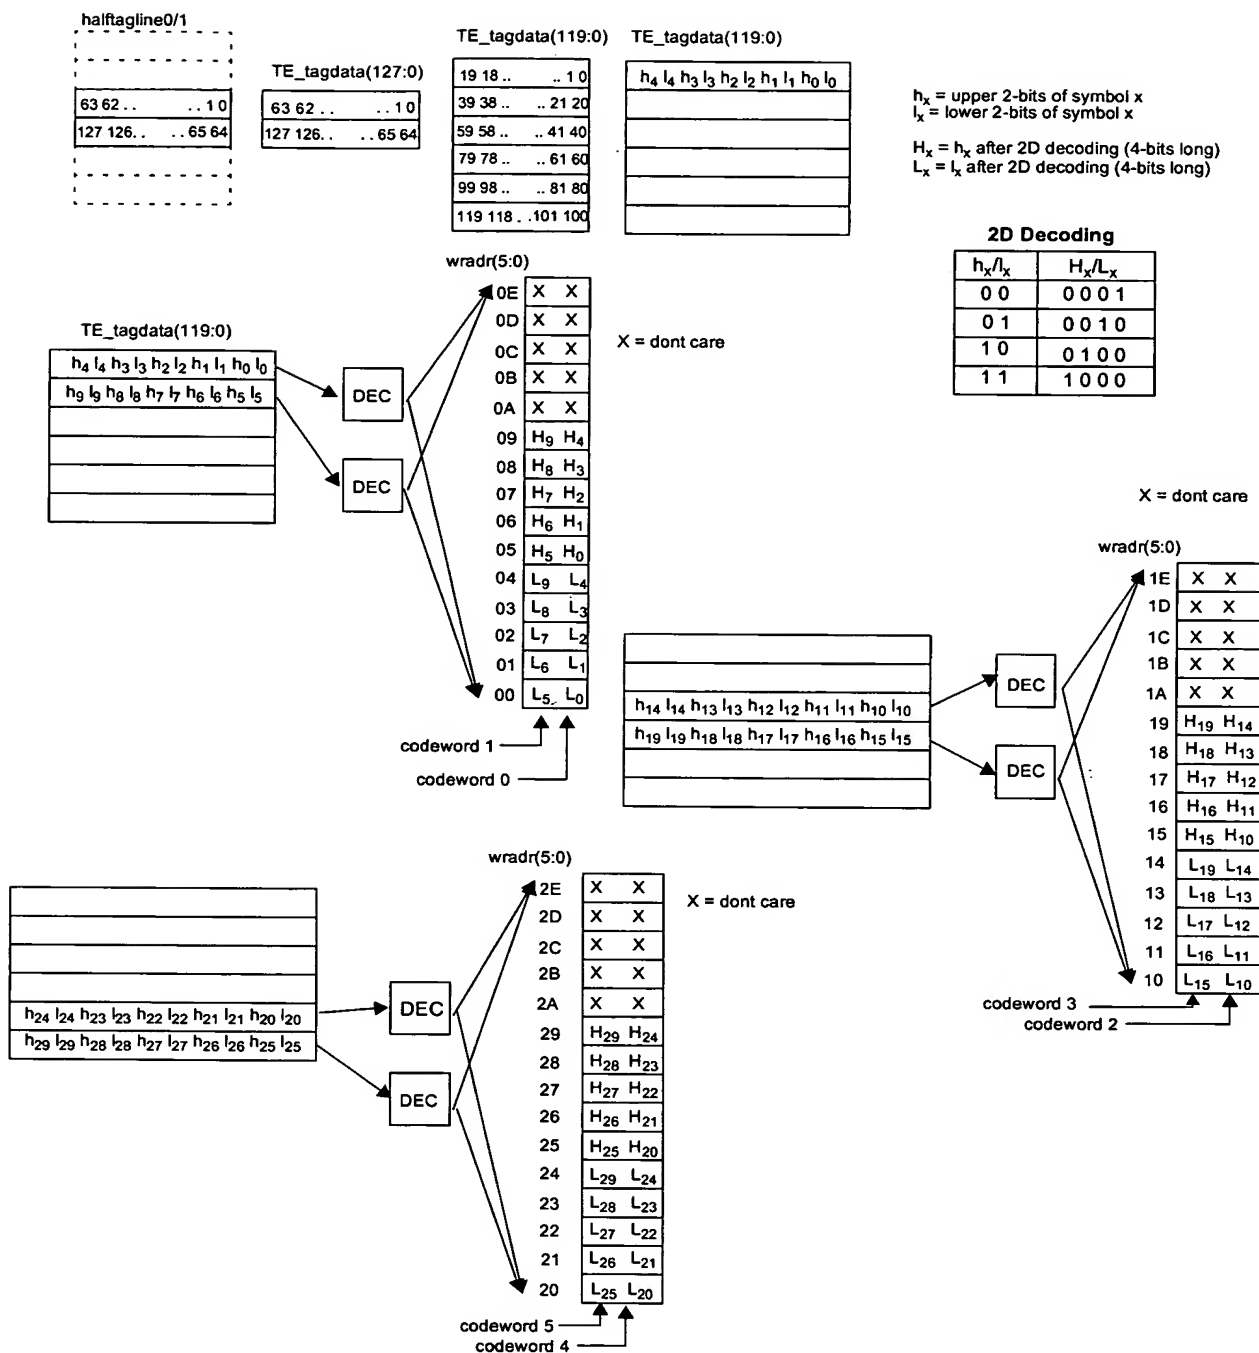 halftagline0/1
63 62 . . . . 1 0
127 126. . . . 65 64
TE_tagdata(127:0)
63 62 . . . . 1 0
127 126. . . . 65 64
TE_tagdata(119:0)
19 18 .. .. 1 0
39 38 .. .. 21 20
59 58 .. .. 41 40
79 78 .. .. 61 60
99 98 .. .. 81 80
119 118 . . 101 100
TE_tagdata(119:0)
h4 l4 h3 l3 h2 l2 h1 l1 h0 l0
hx = upper 2-bits of symbol x
lx = lower 2-bits of symbol x
Hx = hx after 2D decoding (4-bits long)
Lx = lx after 2D decoding (4-bits long)
2D Decoding
hx/lx Hx/Lx
0 0 0 0 0 1
0 1 0 0 1 0
1 0 0 1 0 0
1 1 1 0 0 0
TE_tagdata(119:0)
h4 l4 h3 l3 h2 l2 h1 l1 h0 l0
h9 l9 h8 l8 h7 l7 h6 l6 h5 l5
DEC
DEC
wradr(5:0)
0E X X
0D X X
0C X X
0B X X
0A X X
09 H9 H4
08 H8 H3
07 H7 H2
06 H6 H1
05 H5 H0
04 L9 L4
03 L8 L3
02 L7 L2
01 L6 L1
00 L5 L0
X = dont care
codeword 1
codeword 0
h14 l14 h13 l13 h12 l12 h11 l11 h10 l10
h19 l19 h18 l18 h17 l17 h16 l16 h15 l15
DEC
DEC
X = dont care
wradr(5:0)
1E X X
1D X X
1C X X
1B X X
1A X X
19 H19 H14
18 H18 H13
17 H17 H12
16 H16 H11
15 H15 H10
14 L19 L14
13 L18 L13
12 L17 L12
11 L16 L11
10 L15 L10
codeword 3
codeword 2
h24 l24 h23 l23 h22 l22 h21 l21 h20 l20
h29 l29 h28 l28 h27 l27 h26 l26 h25 l25
DEC
DEC
wradr(5:0)
2E X X
2D X X
2C X X
2B X X
2A X X
29 H29 H24
28 H28 H23
27 H27 H22
26 H26 H21
25 H25 H20
24 L29 L24
23 L28 L23
22 L27 L22
21 L26 L21
20 L25 L20
X = dont care
codeword 5
codeword 4